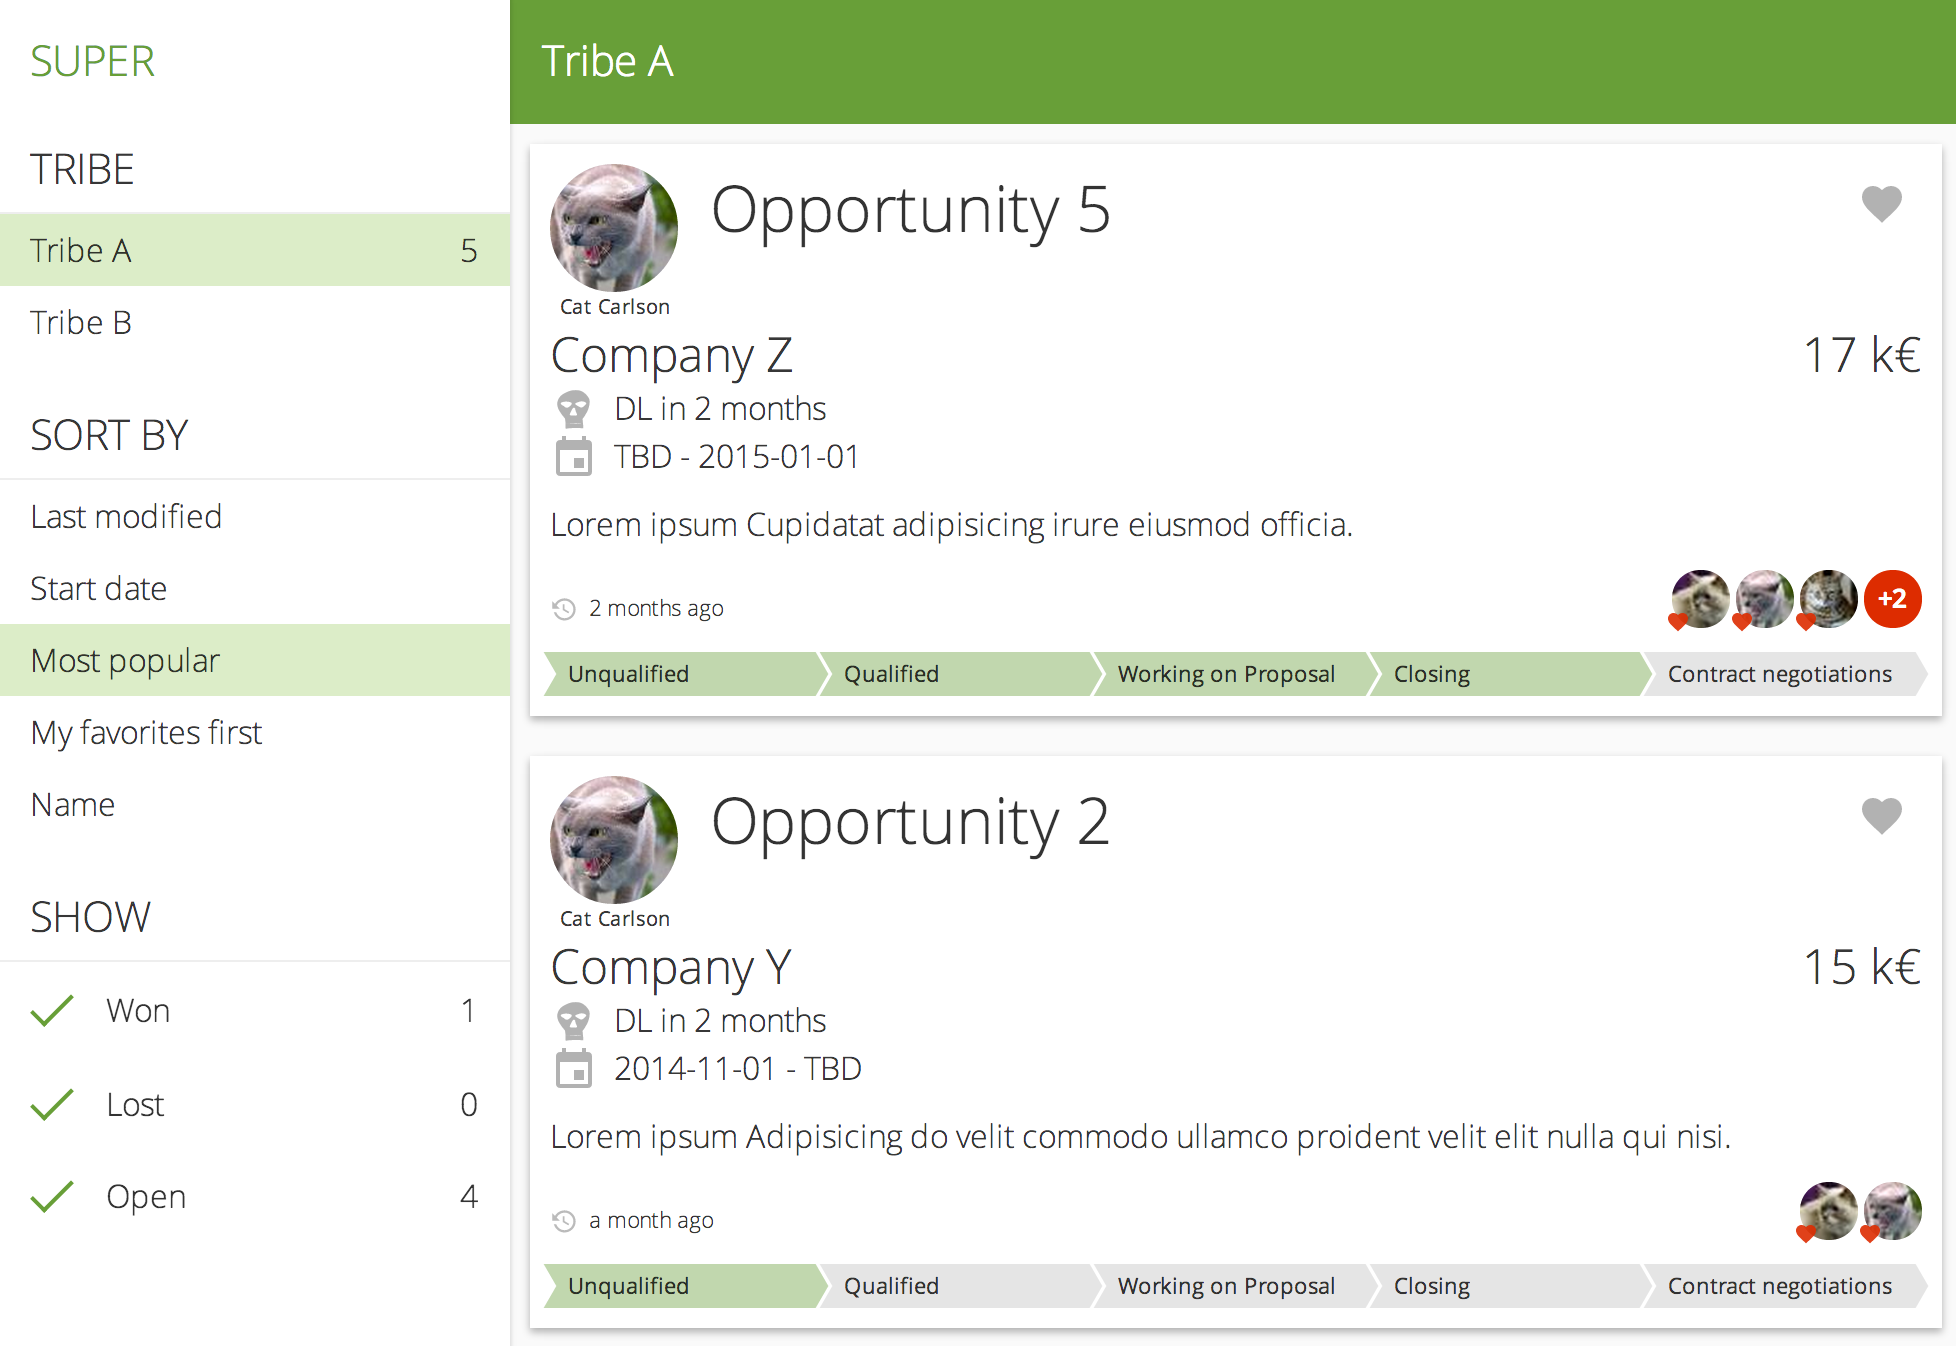 SUPER
TRIBE
Tribe A 5
Tribe B
SORT BY
Last modified
Start date
Most popular
My favorites first
Name
SHOW
Won 1
Lost 0
Open 4
Tribe A
Opportunity 5
Cat Carlson
Company Z 17 k€
DL in 2 months
TBD - 2015-01-01
Lorem ipsum Cupidatat adipisicing irure eiusmod officia.
2 months ago +2
Unqualified Qualified Working on Proposal Closing Contract negotiations
Opportunity 2
Cat Carlson
Company Y 15 k€
DL in 2 months
2014-11-01 - TBD
Lorem ipsum Adipisicing do velit commodo ullamco proident velit elit nulla qui nisi.
a month ago
Unqualified Qualified Working on Proposal Closing Contract negotiations